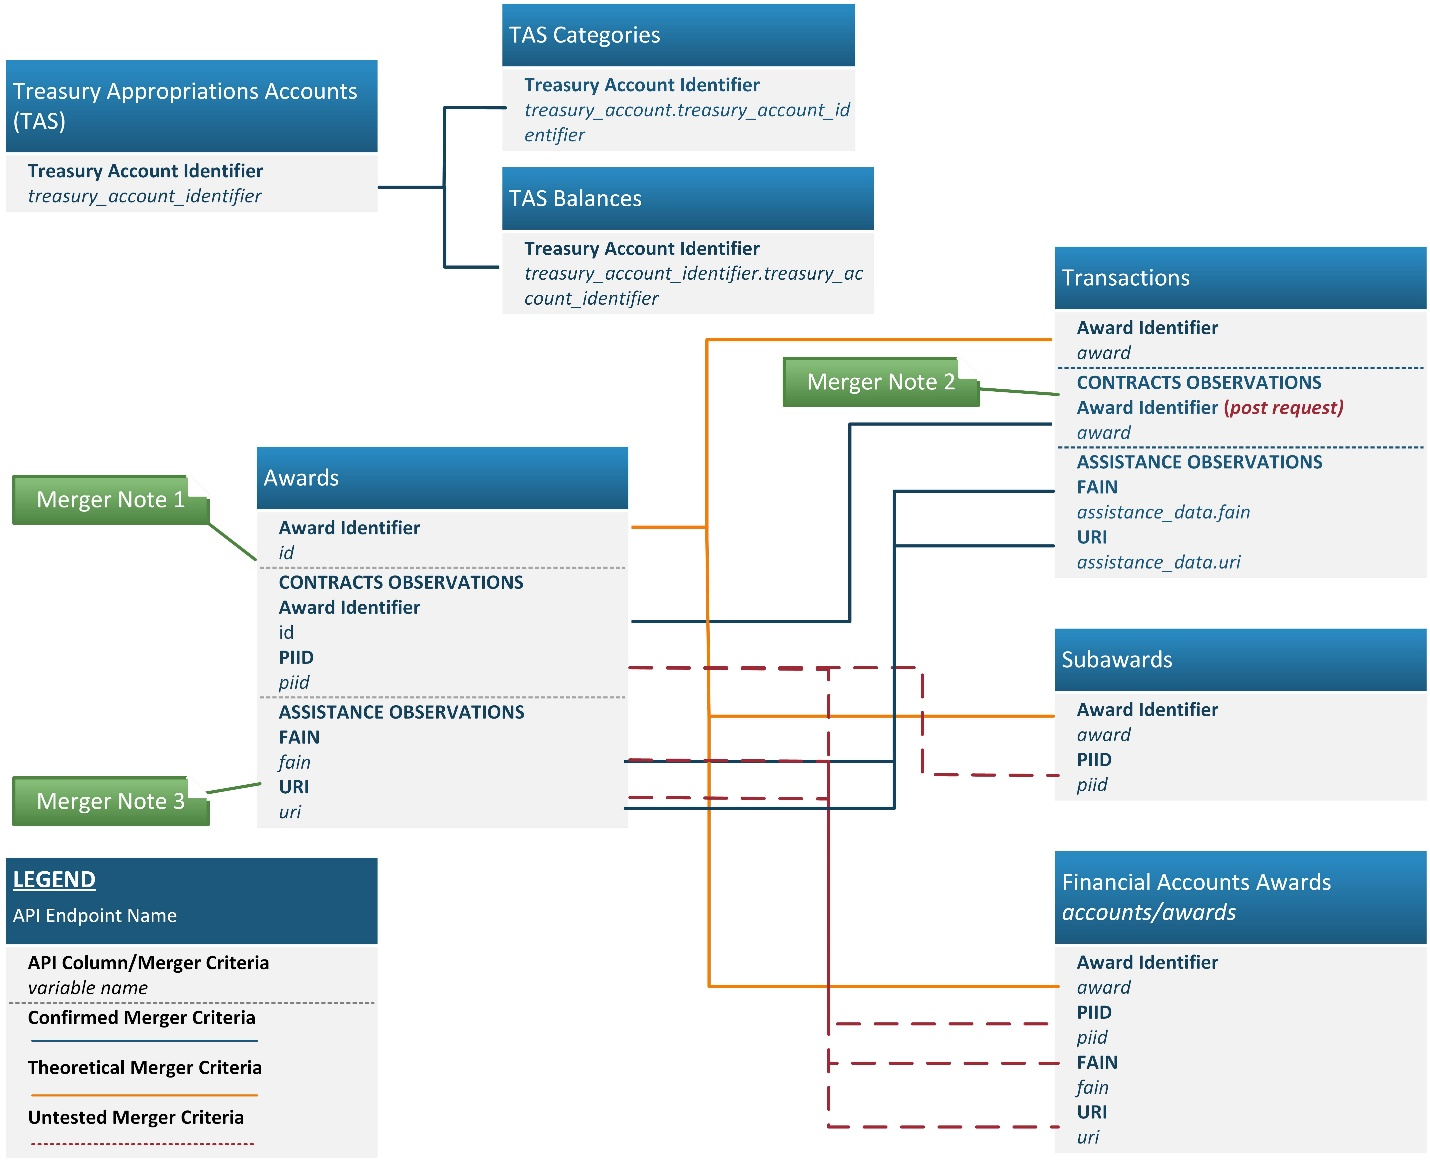 TAS Categories
Treasury Account Identifier
treasury_account.treasury_account_id
entifier
Treasury Appropriations Accounts
(TAS)
Treasury Account Identifier
treasury_account_identifier
TAS Balances
Treasury Account Identifier
treasury_account_identifier.treasury_ac
count_identifier
Transactions
Award Identifier
award
CONTRACTS OBSERVATIONS
Award Identifier (post request)
award
ASSISTANCE OBSERVATIONS
FAIN
assistance_data.fain
URI
assistance_data.uri
Merger Note 2
Awards
Award Identifier
id
CONTRACTS OBSERVATIONS
Award Identifier
id
PIID
piid
ASSISTANCE OBSERVATIONS
FAIN
fain
URI
uri
Merger Note 1
Merger Note 3
Subawards
Award Identifier
award
PIID
piid
LEGEND
API Endpoint Name
API Column/Merger Criteria
variable name
Confirmed Merger Criteria
Theoretical Merger Criteria
Untested Merger Criteria
Financial Accounts Awards
accounts/awards
Award Identifier
award
PIID
piid
FAIN
fain
URI
uri